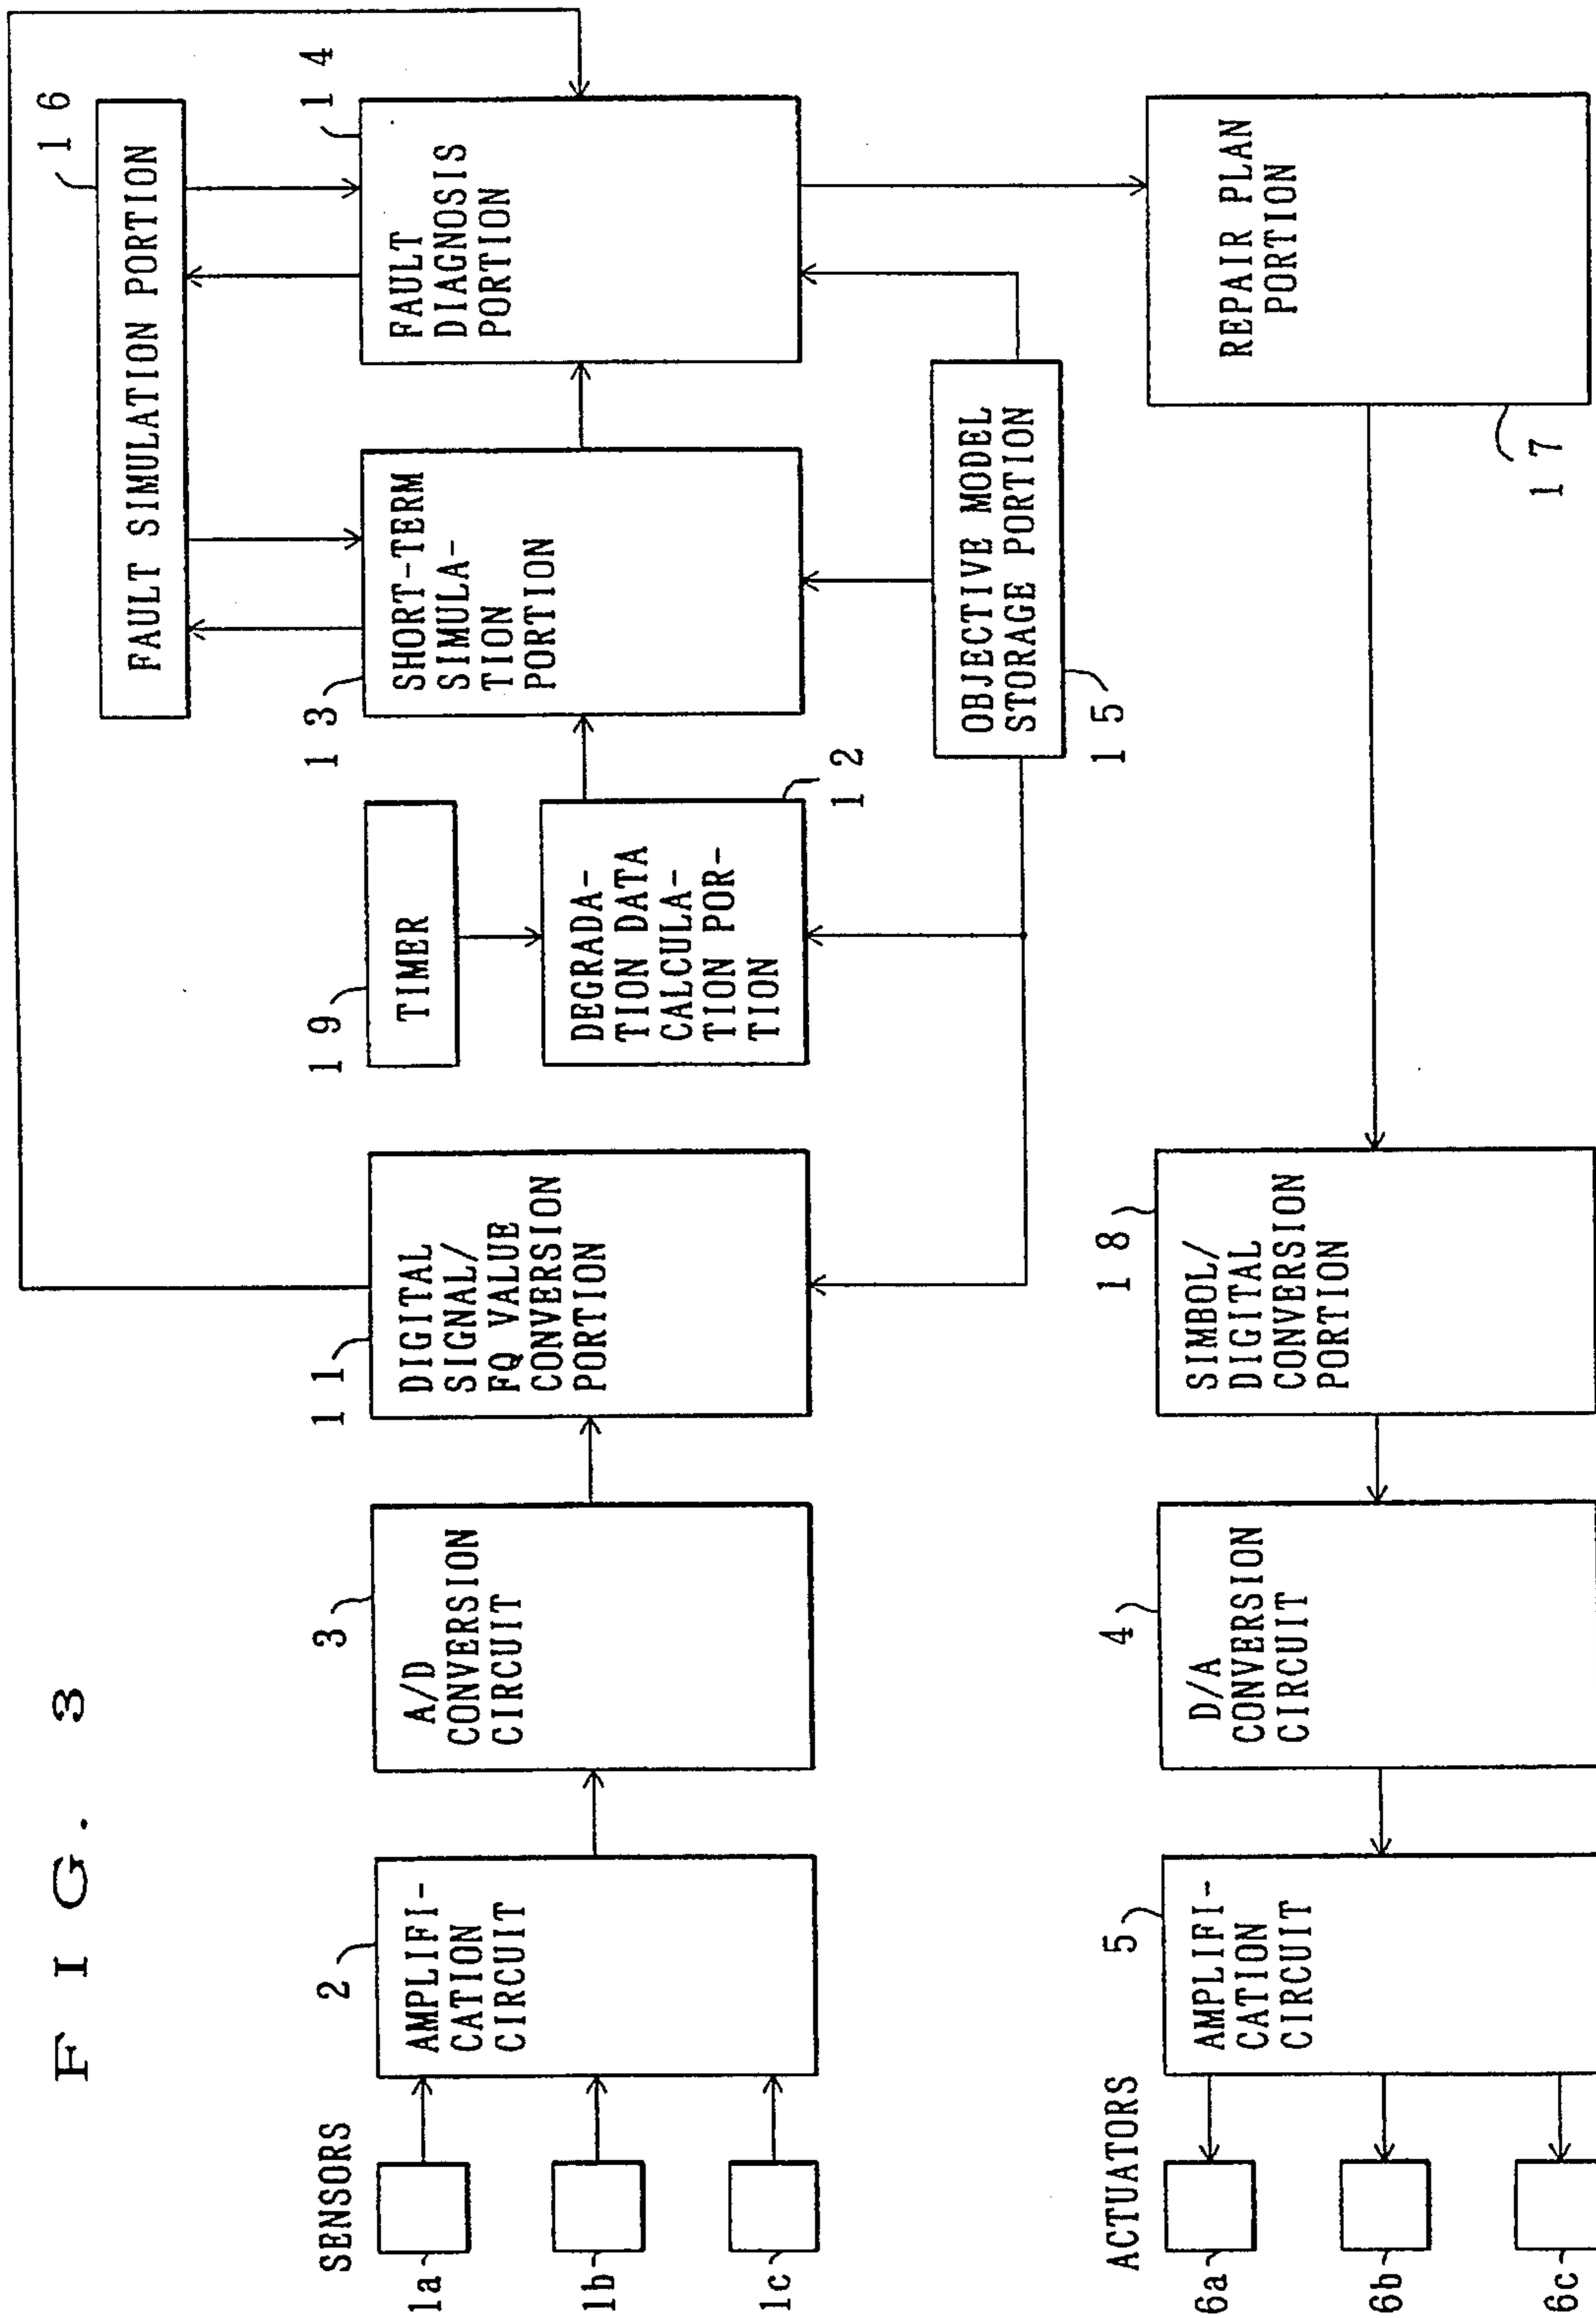 FIG. 3
16
FAULT SIMULATION PORTION
19
TIMER
13
SHORT-TERM
SIMULA-
TION
PORTION
14
FAULT
DIAGNOSIS
PORTION
SENSORS
1a
1b
1c
2
AMPLIFI-
CATION
CIRCUIT
3
A/D
CONVERSION
CIRCUIT
11
DIGITAL
SIGNAL/
FQ VALUE
CONVERSION
PORTION
DEGRADA-
TION DATA
CALCULA-
TION POR-
TION
12
OBJECTIVE MODEL
STORAGE PORTION
15
ACTUATORS
6a
6b
6c
5
AMPLIFI-
CATION
CIRCUIT
4
D/A
CONVERSION
CIRCUIT
18
SIMBOL/
DIGITAL
CONVERSION
PORTION
REPAIR PLAN
PORTION
17